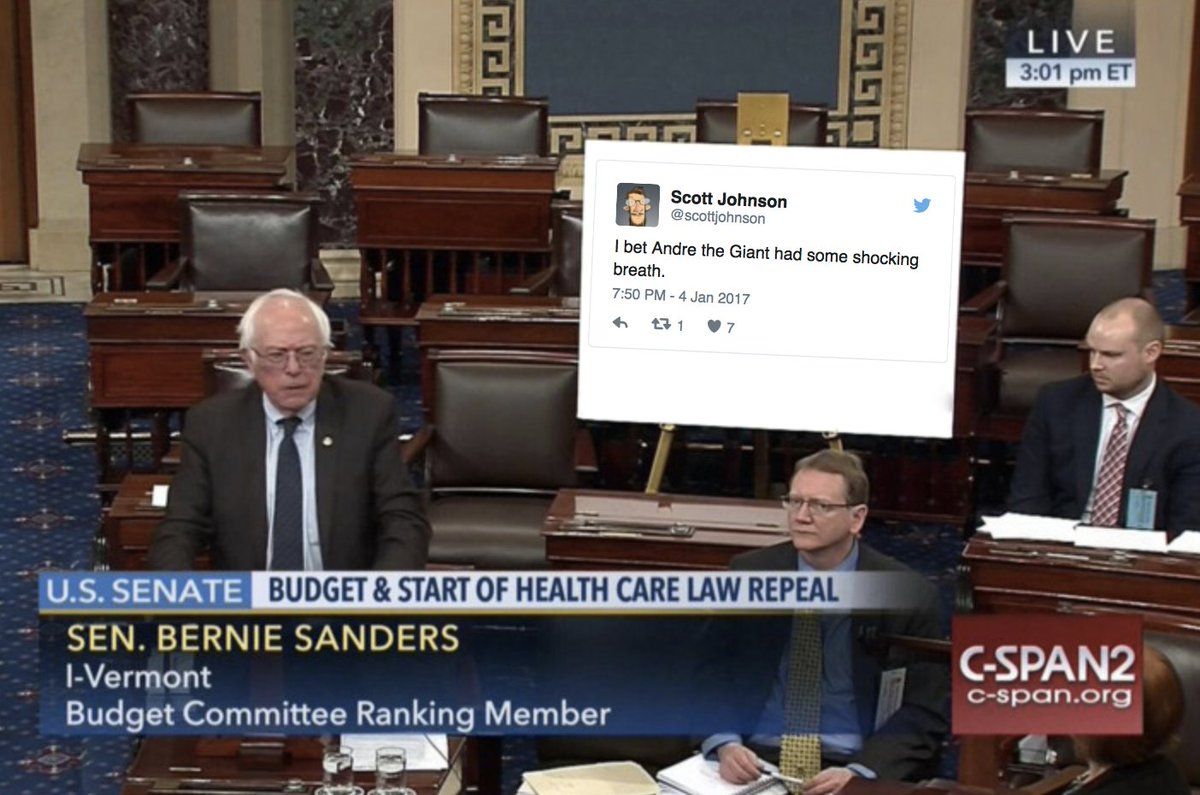 LIVE
3:01 pm ET
Scott Johnson
@scottjohnson
I bet Andre the Giant had some shocking
breath.
7:50 PM - 4 Jan 2017
1 7
U.S. SENATE BUDGET & START OF HEALTH CARE LAW REPEAL
SEN. BERNIE SANDERS
I-Vermont
Budget Committee Ranking Member
C-SPAN2
c-span.org